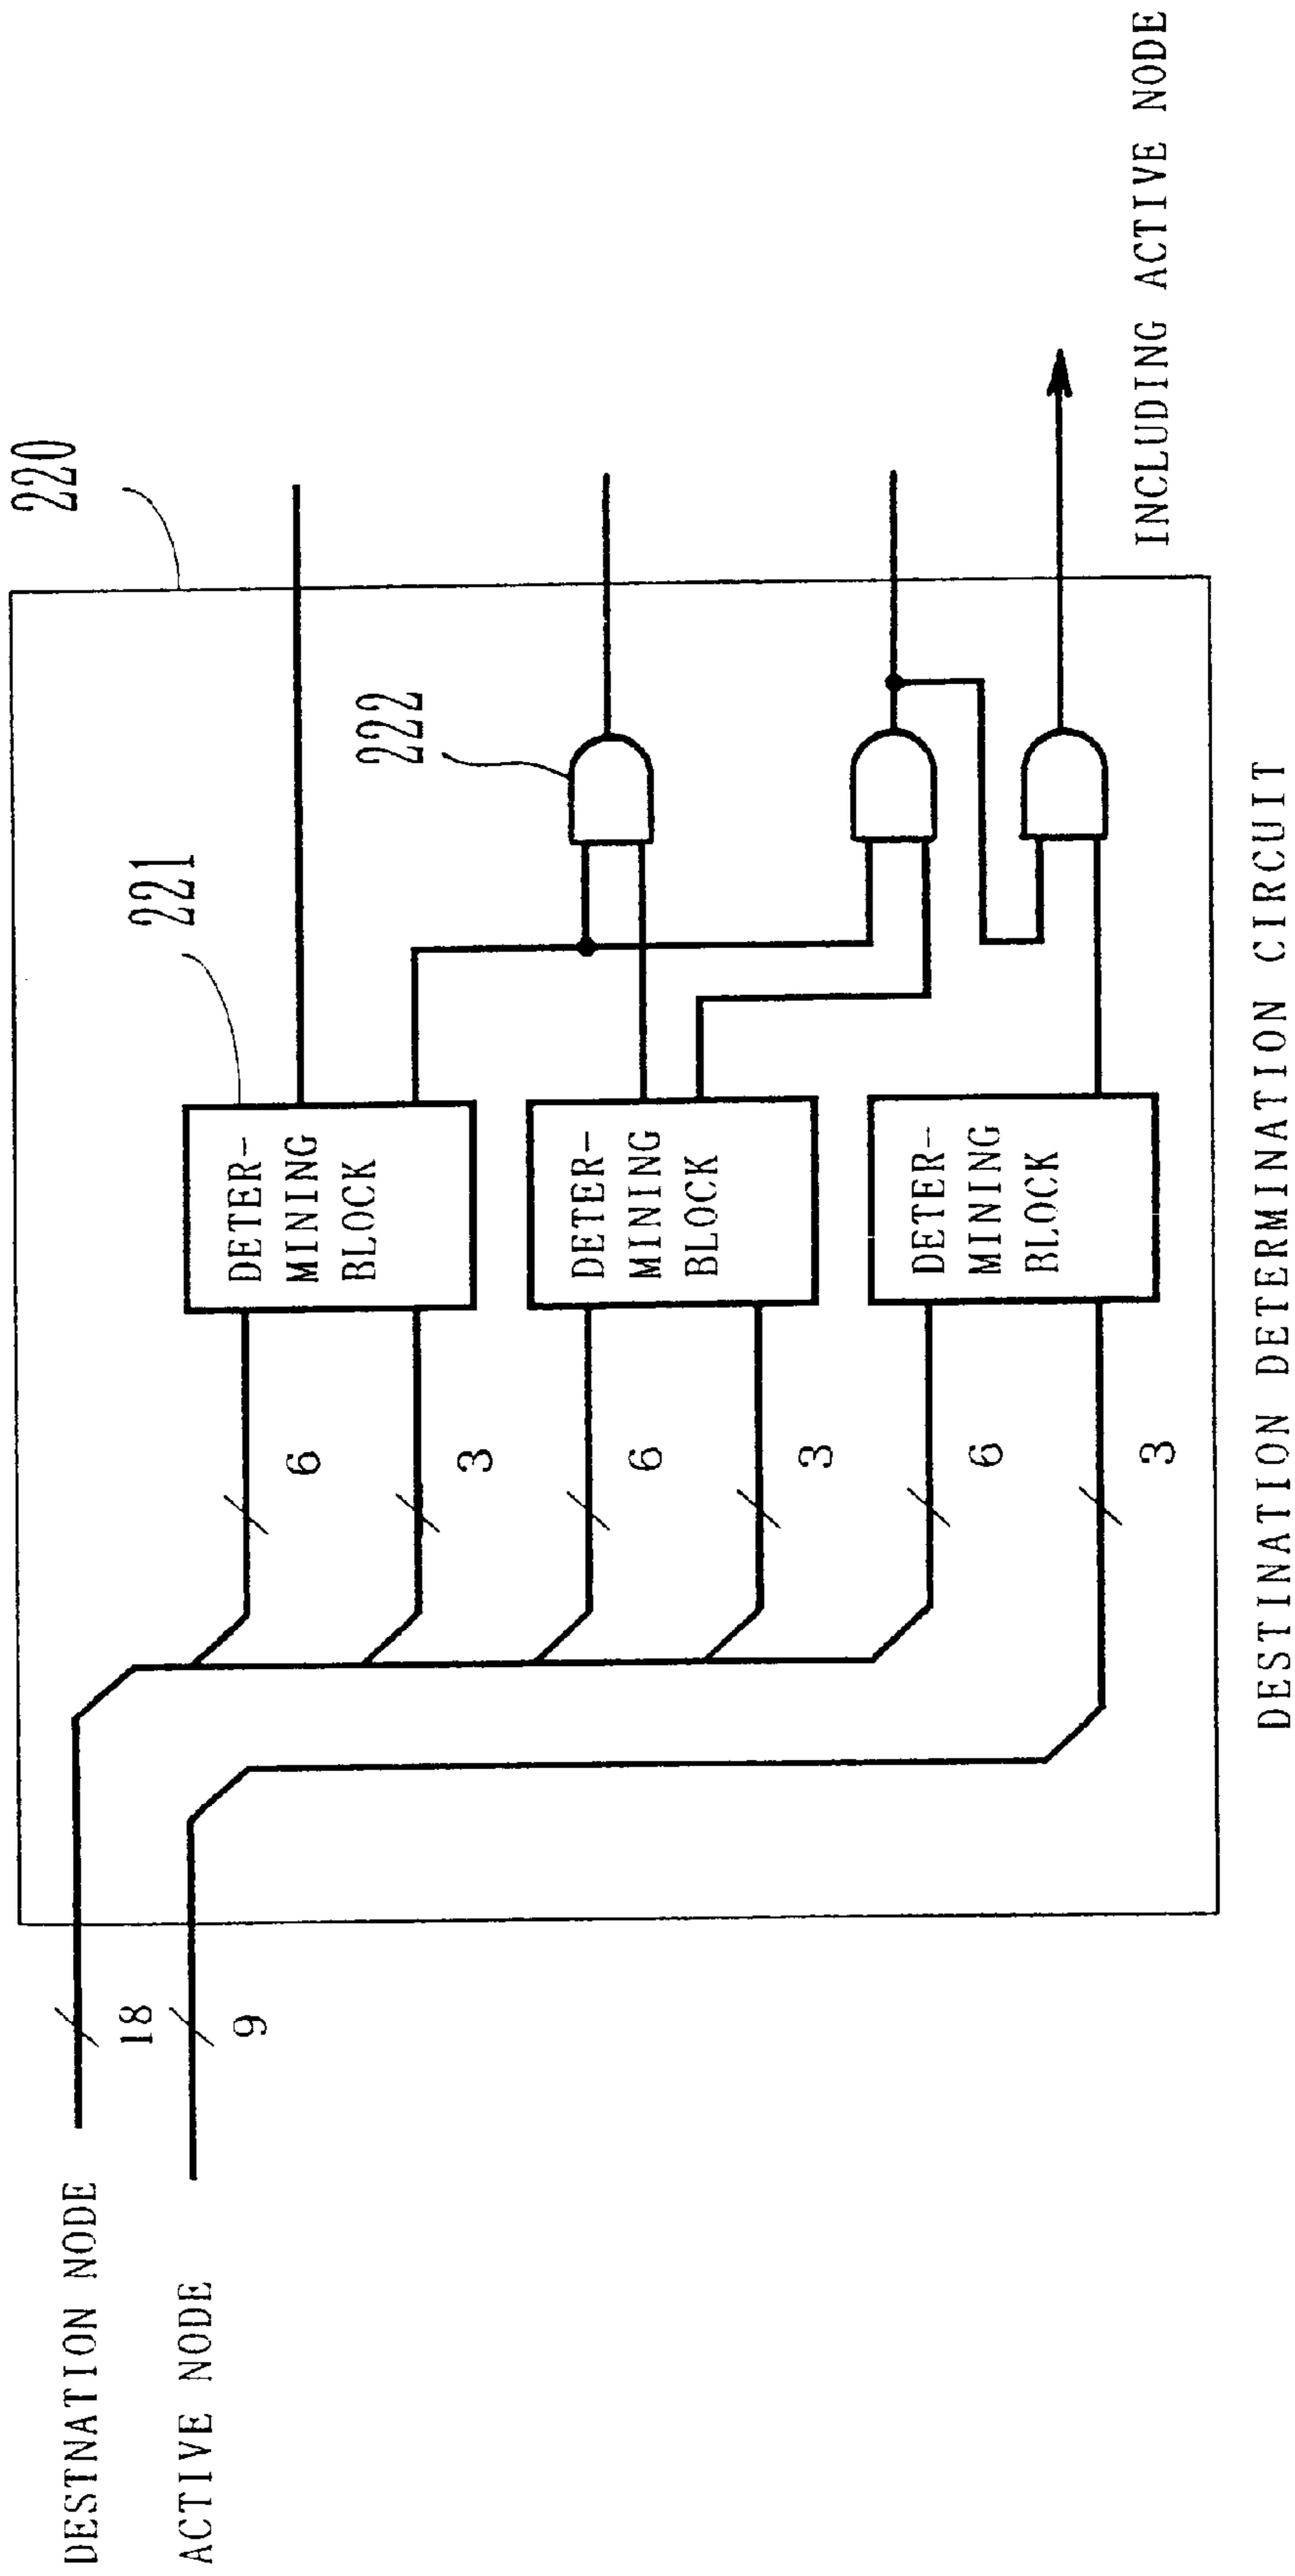 DESTNATION NODE
18
ACTIVE NODE
9
220
221
222
6
DETER-
MINING
BLOCK
3
6
DETER-
MINING
BLOCK
3
6
DETER-
MINING
BLOCK
3
INCLUDING ACTIVE NODE
DESTINATION DETERMINATION CIRCUIT